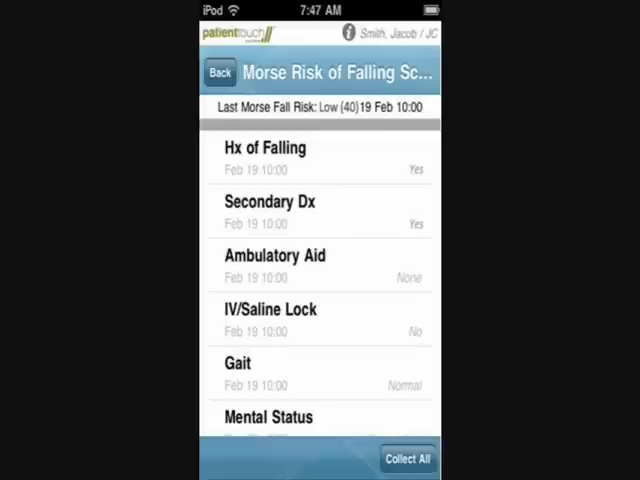 iPod 7:47 AM
patienttouch Smith, Jacob / JC
Back Morse Risk of Falling Sc...
Last Morse Fall Risk: Low (40) 19 Feb 10:00
Hx of Falling
Feb 19 10:00 Yes
Secondary Dx
Feb 19 10:00 Yes
Ambulatory Aid
Feb 19 10:00 None
IV/Saline Lock
Feb 19 10:00 No
Gait
Feb 19 10:00 Normal
Mental Status
Collect All